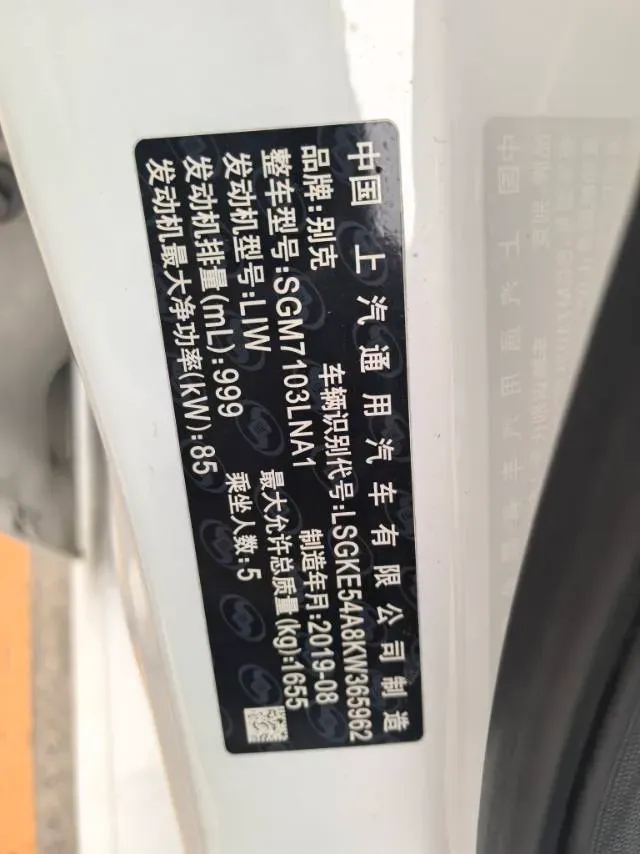 中国 上汽通用汽车有限公司制造
品牌:别克 车辆识别代号:LSGKE54A8KW365962
整车型号:SGM7103LNA1 制造年月:2019-08
发动机型号:LIW 最大允许总质量(kg):1655
发动机排量(mL):999 乘坐人数:5
发动机最大净功率(kW):85